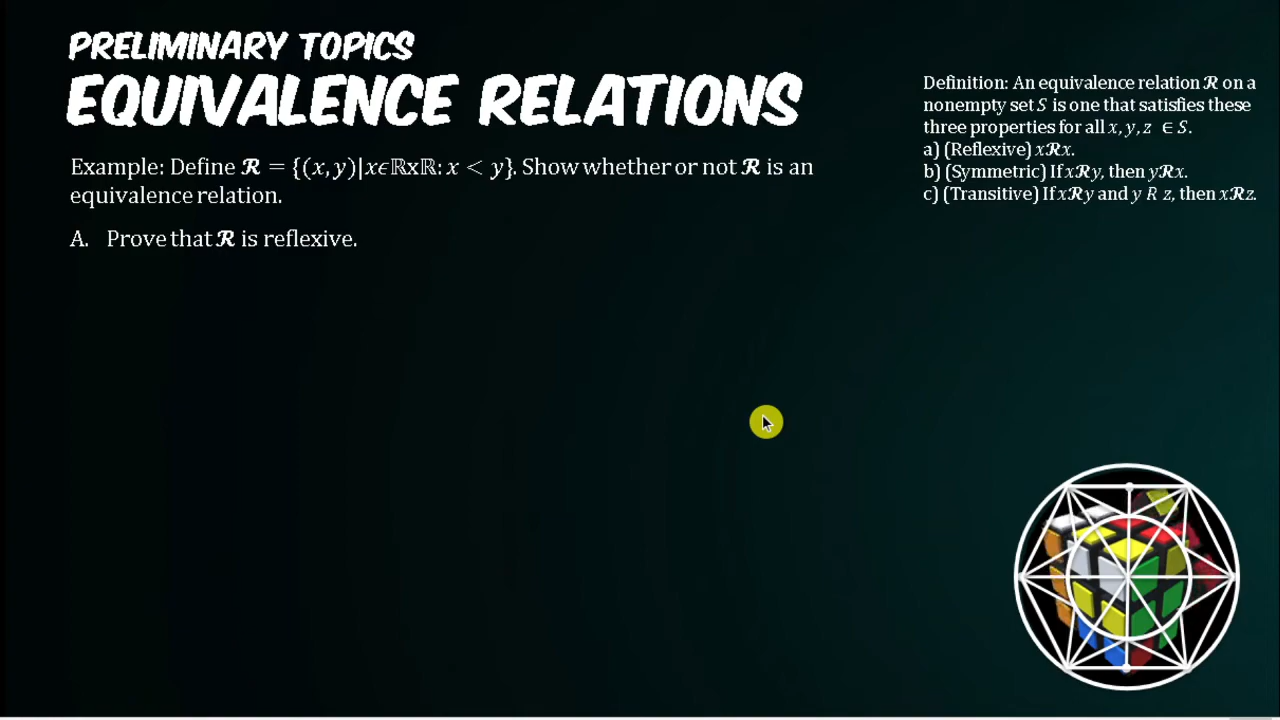 PRELIMINARY TOPICS
EQUIVALENCE RELATIONS
Definition: An equivalence relation 𝓡 on a
nonempty set S is one that satisfies these
three properties for all x, y, z ∈ S.
a) (Reflexive) x𝓡x.
b) (Symmetric) If x𝓡y, then y𝓡x.
c) (Transitive) If x𝓡y and y R z, then x𝓡z.
Example: Define 𝓡 = {(x, y)|xϵℝxℝ: x < y}. Show whether or not 𝓡 is an
equivalence relation.
A. Prove that 𝓡 is reflexive.